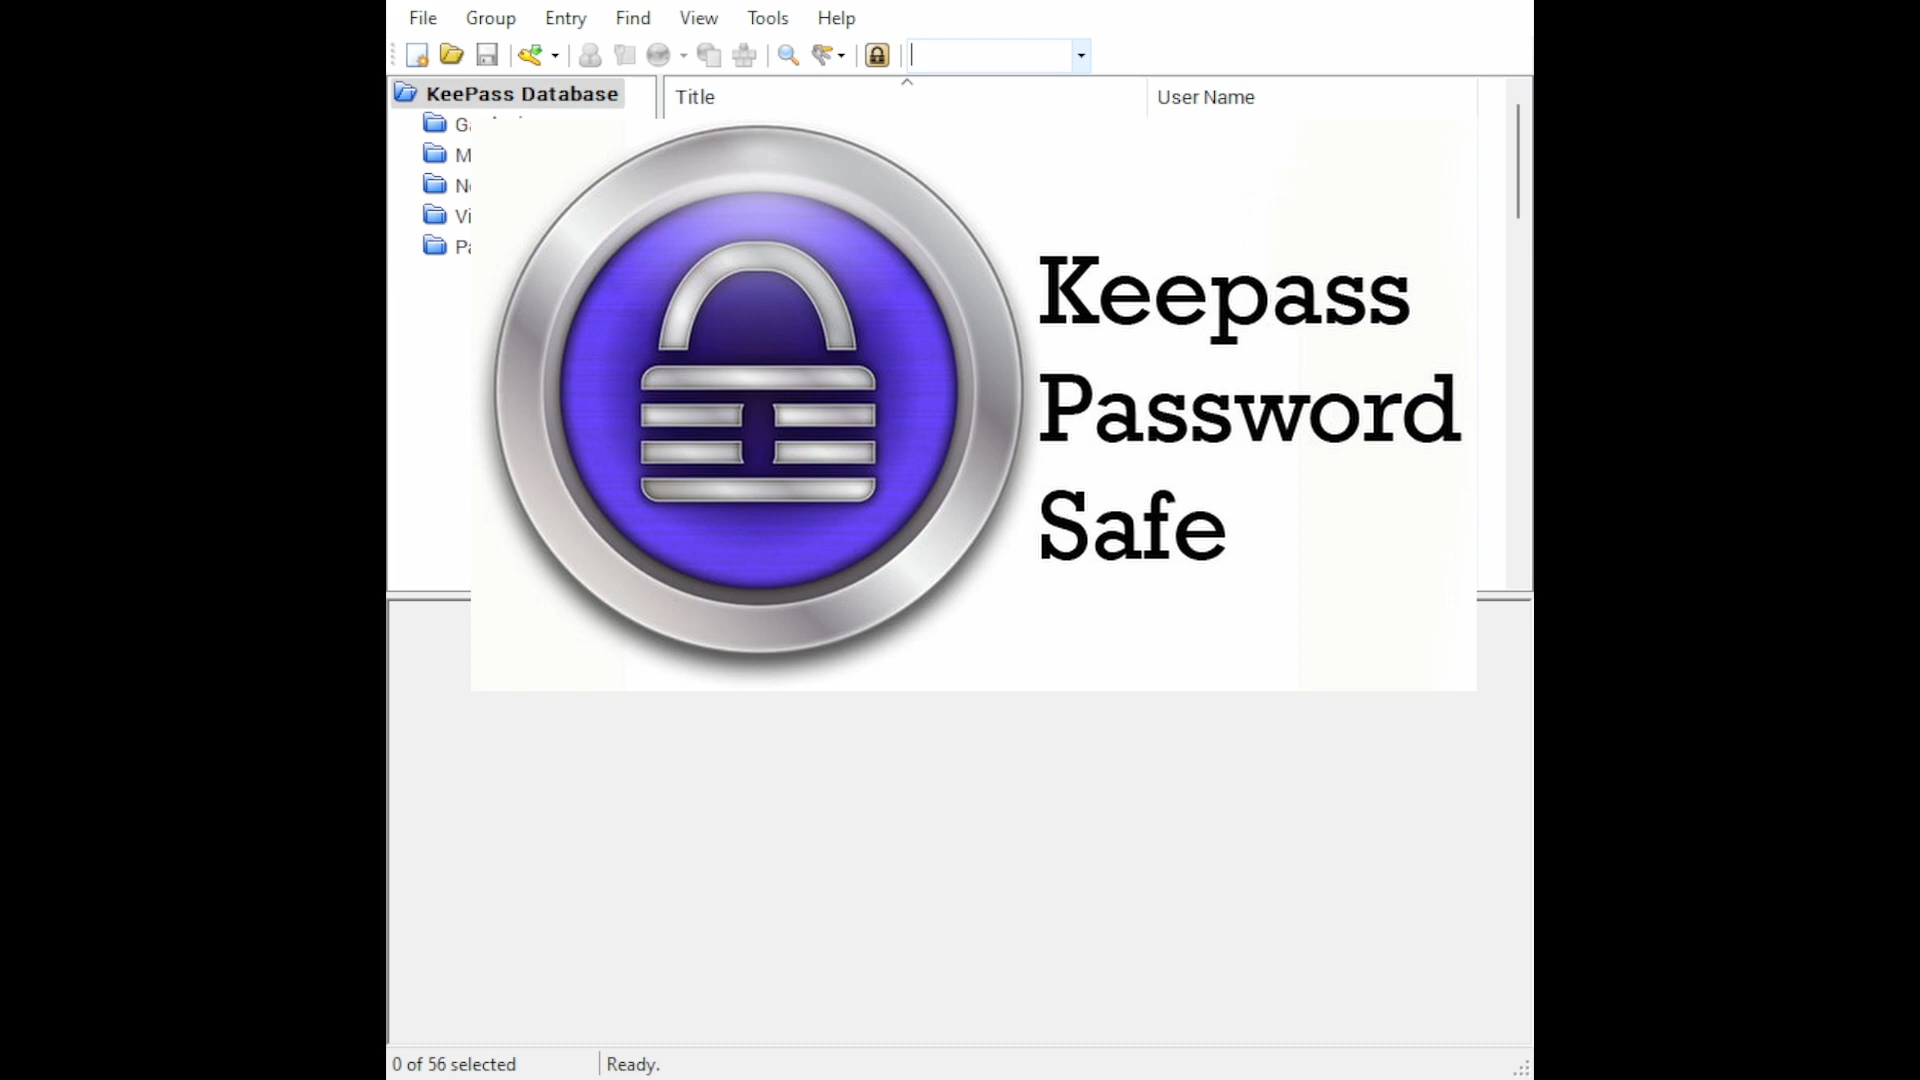 File Group Entry Find View Tools Help
KeePass Database
Title User Name
Keepass
Password
Safe
0 of 56 selected Ready.